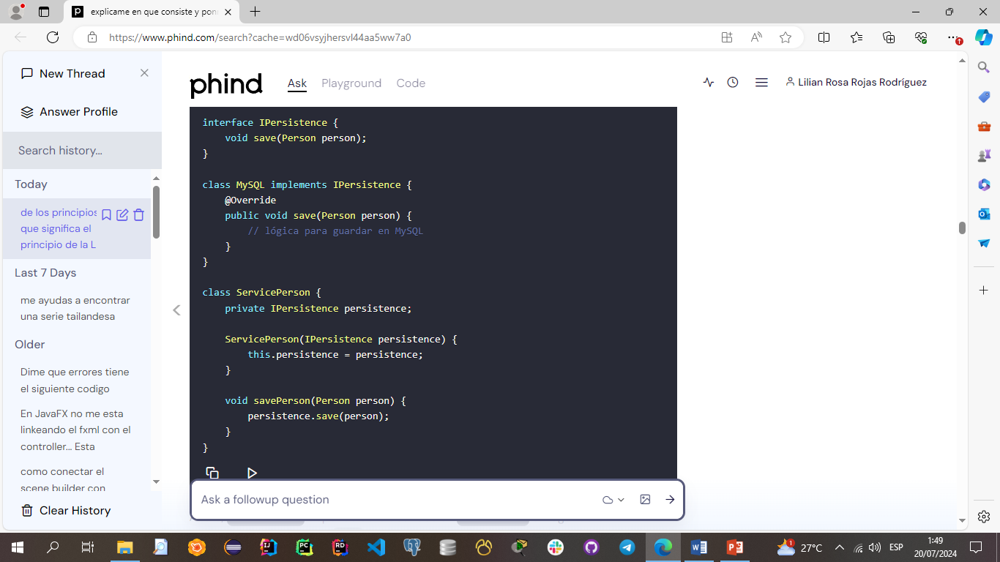 explicame en que consiste y pon
https://www.phind.com/search?cache=wd06vsyjhersvl44aa5ww7a0
New Thread
Answer Profile
Search history...
Today
de los principios
que significa el
principio de la L
Last 7 Days
me ayudas a encontrar
una serie tailandesa
Older
Dime que errores tiene
el siguiente codigo
En JavaFX no me esta
linkeando el fxml con el
controller... Esta
como conectar el
scene builder con
Clear History
phind
Ask Playground Code
Lilian Rosa Rojas Rodríguez
interface IPersistence {
    void save(Person person);
}
class MySQL implements IPersistence {
    @Override
    public void save(Person person) {
        // lógica para guardar en MySQL
    }
}
class ServicePerson {
    private IPersistence persistence;
    ServicePerson(IPersistence persistence) {
        this.persistence = persistence;
    }
    void savePerson(Person person) {
        persistence.save(person);
    }
}
Ask a followup question
27°C
ESP
1:49
20/07/2024